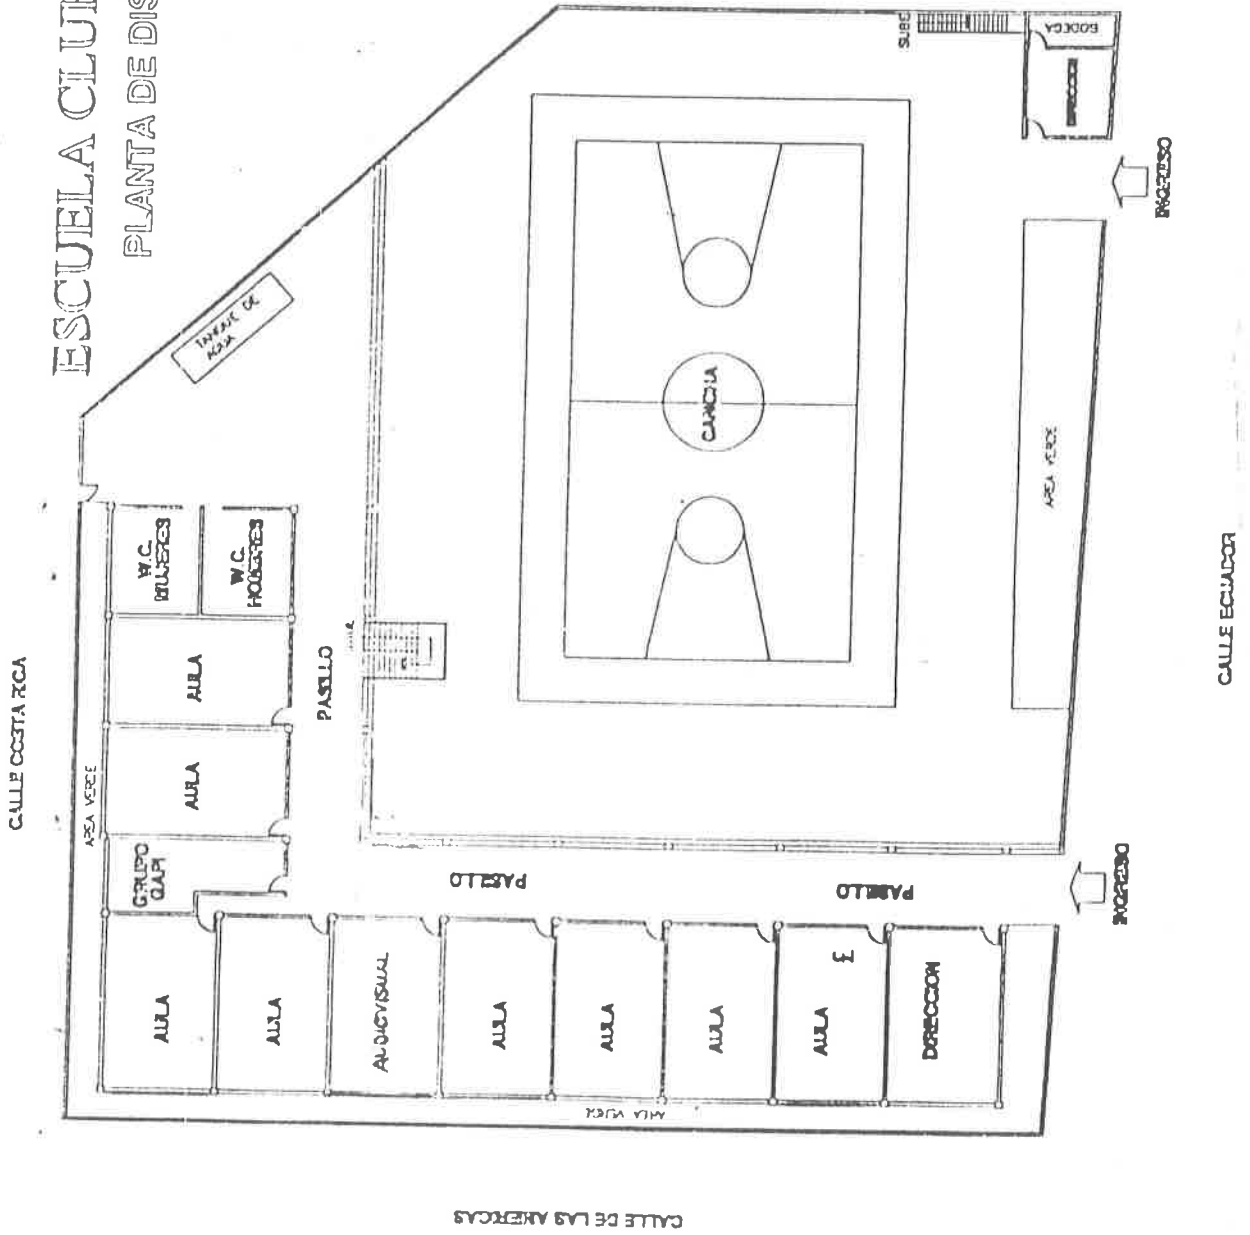 ESCUELA CLUB
PLANTA DE DIS
CALLE COSTA RICA
AREA VERDE
TANQUE DE
AGUA
SUBE
BODEGA
DIRECCION
INGRESO
W.C.
MUJERES
W.C.
HOMBRES
AULA
AULA
GRUPO
PASILLO
CANCHA
AREA VERDE
CALLE ECUADOR
PASILLO
PASILLO
INGRESO
AULA
AULA
AUDIOVISUAL
AULA
AULA
AULA
AULA
£
DIRECCION
AREA VERDE
CALLE DE LAS AMERICAS